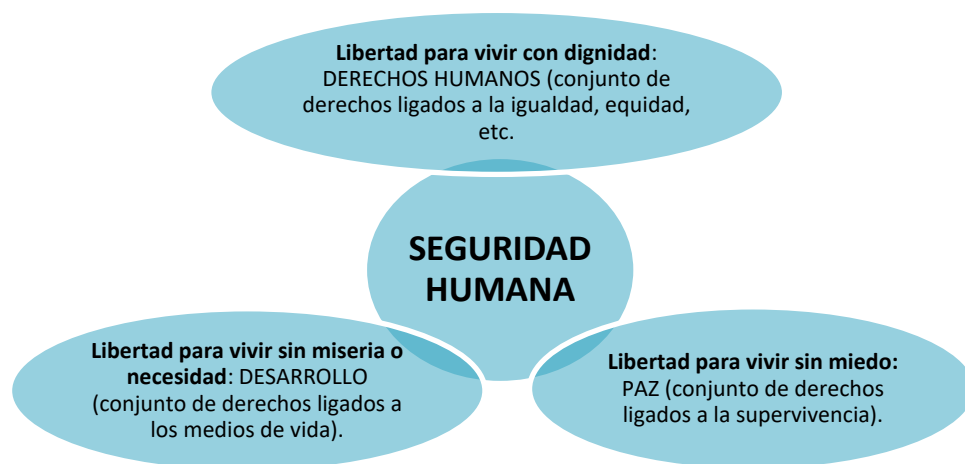 Libertad para vivir con dignidad:
DERECHOS HUMANOS (conjunto de
derechos ligados a la igualdad, equidad,
etc.
SEGURIDAD
HUMANA
Libertad para vivir sin miseria o
necesidad: DESARROLLO
(conjunto de derechos ligados a
los medios de vida).
Libertad para vivir sin miedo:
PAZ (conjunto de derechos
ligados a la supervivencia).